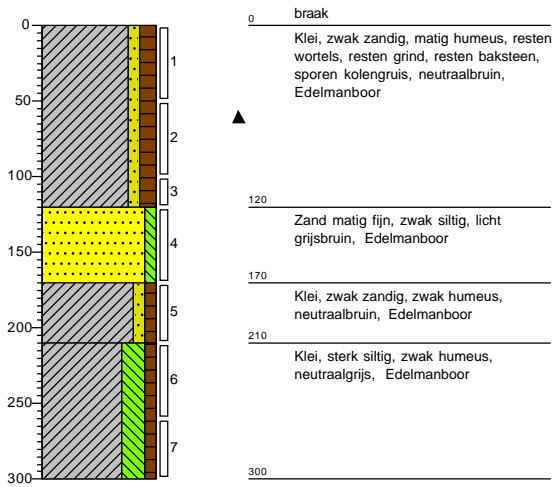 0
50
100
150
200
250
300
1
2
3
4
5
6
7
0
braak
Klei, zwak zandig, matig humeus, resten
wortels, resten grind, resten baksteen,
sporen kolengruis, neutraalbruin,
Edelmanboor
120
Zand matig fijn, zwak siltig, licht
grijsbruin, Edelmanboor
170
Klei, zwak zandig, zwak humeus,
neutraalbruin, Edelmanboor
210
Klei, sterk siltig, zwak humeus,
neutraalgrijs, Edelmanboor
300